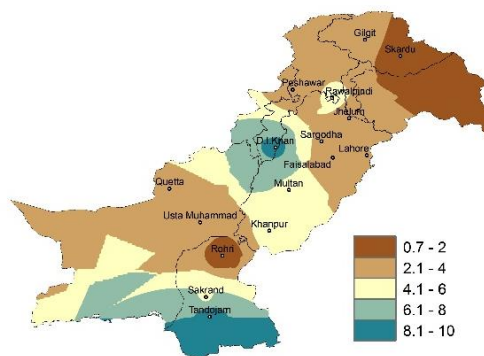 Gilgit
Skardu
Peshawar
Rawalpindi
Jhelum
D.I.Khan
Sargodha
Lahore
Faisalabad
Quetta
Multan
Usta Muhammad
Khanpur
Rohri
Sakrand
Tandojam
0.7 - 2
2.1 - 4
4.1 - 6
6.1 - 8
8.1 - 10